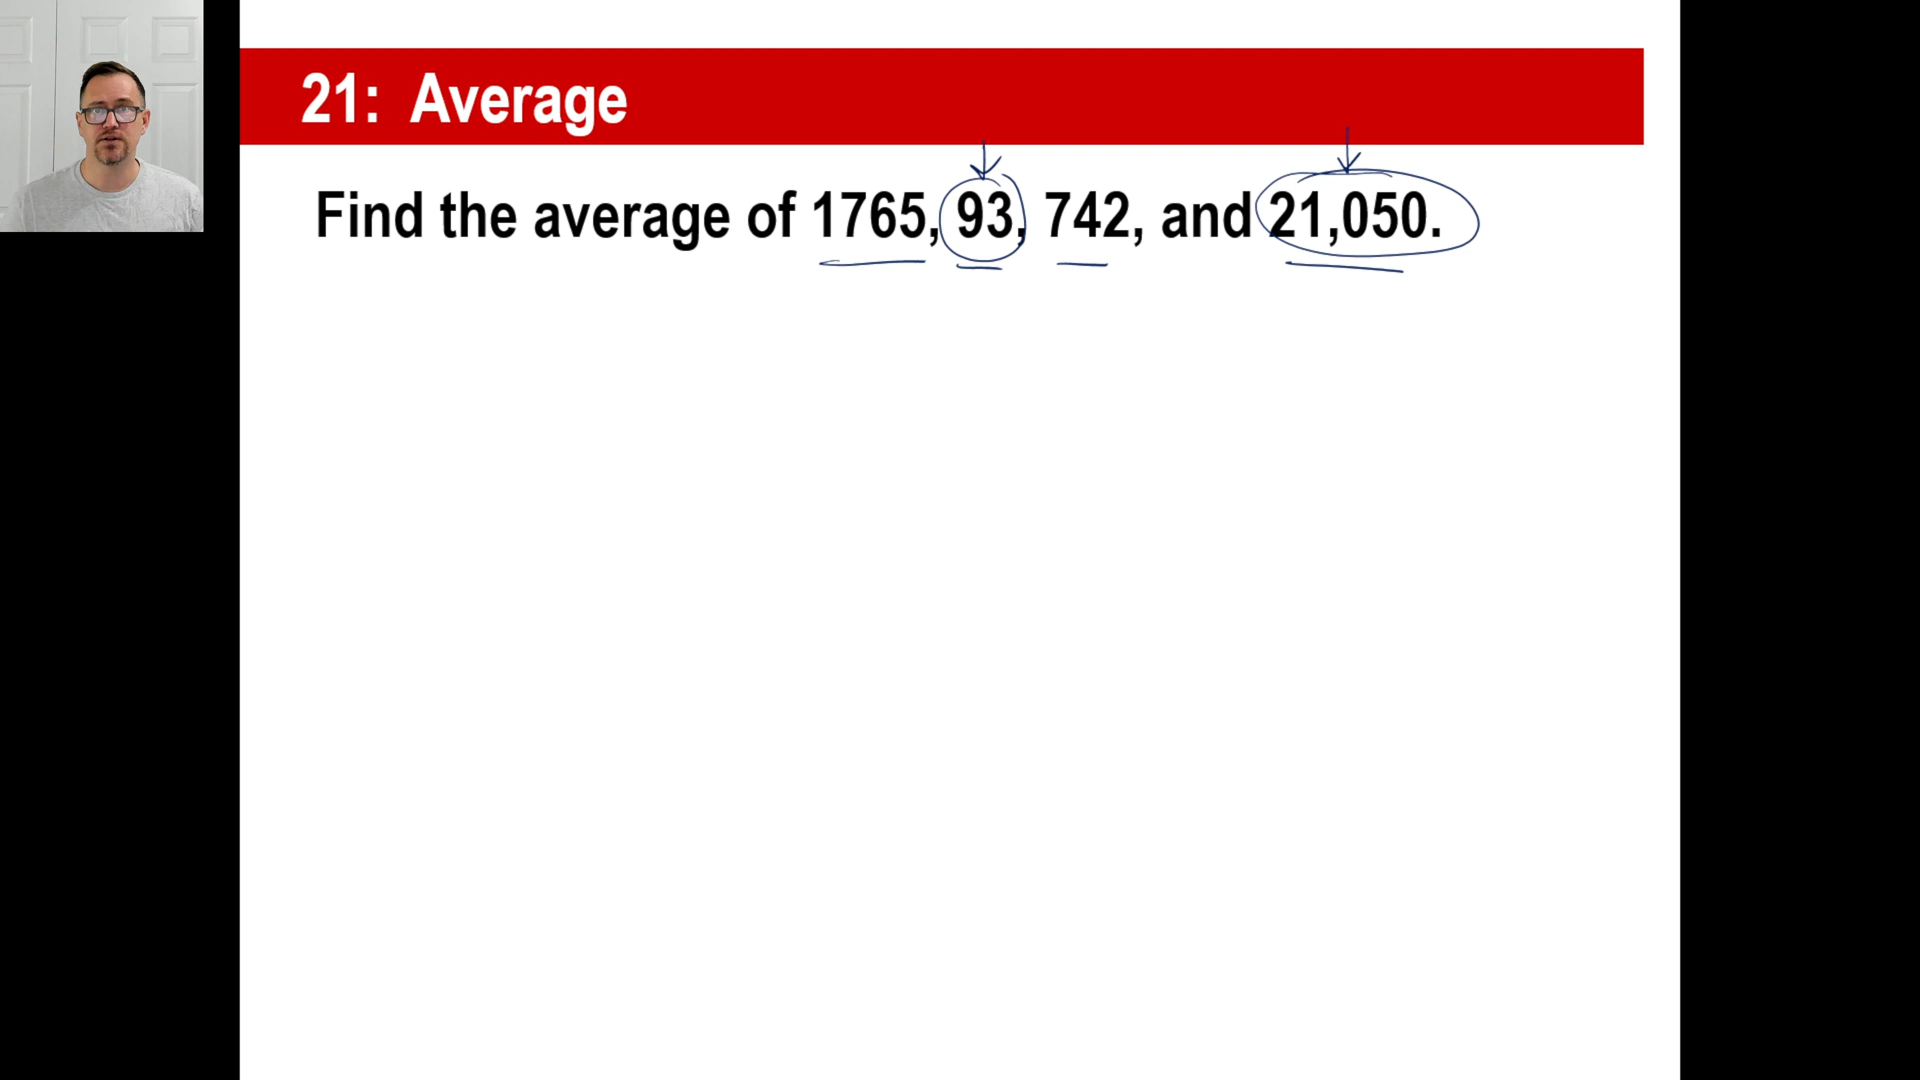 21: Average
Find the average of 1765, 93, 742, and 21,050.